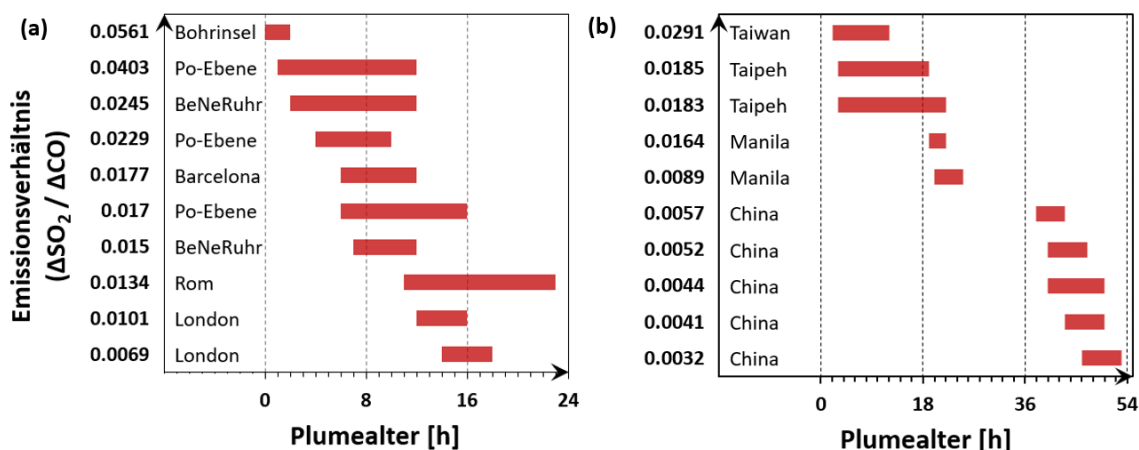 (a)
Emissionsverhältnis
(ΔSO₂ / ΔCO)
0.0561 Bohrinsel
0.0403 Po-Ebene
0.0245 BeNeRuhr
0.0229 Po-Ebene
0.0177 Barcelona
0.017 Po-Ebene
0.015 BeNeRuhr
0.0134 Rom
0.0101 London
0.0069 London
0 8 16 24
Plumealter [h]
(b)
0.0291 Taiwan
0.0185 Taipeh
0.0183 Taipeh
0.0164 Manila
0.0089 Manila
0.0057 China
0.0052 China
0.0044 China
0.0041 China
0.0032 China
0 18 36 54
Plumealter [h]